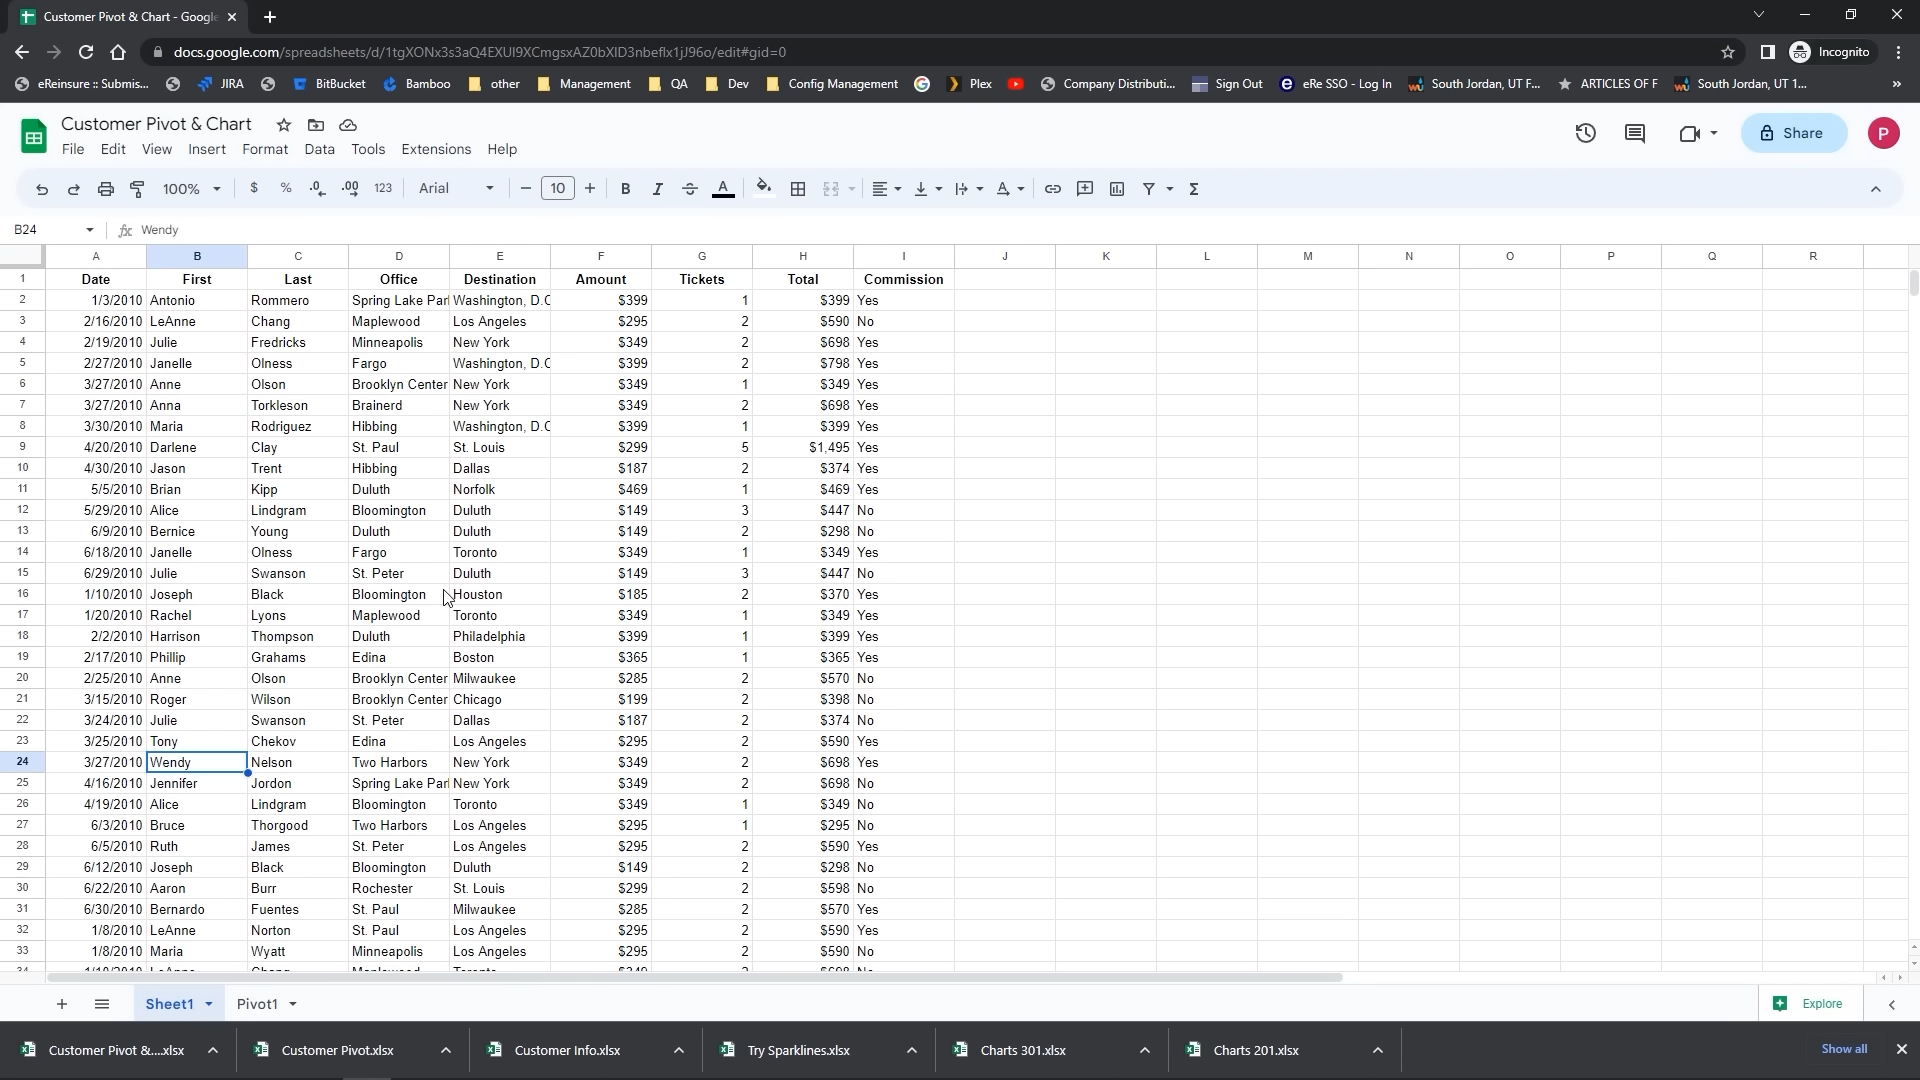 Customer Pivot & Chart - Google
docs.google.com/spreadsheets/d/1tgXONx3s3aQ4EXUI9XCmgsxAZ0bXID3nbeflx1jJ96o/edit#gid=0
Incognito
eReinsure :: Submis... JIRA BitBucket Bamboo other Management QA Dev Config Management Plex Company Distributi... Sign Out eRe SSO - Log In South Jordan, UT F... ARTICLES OF F South Jordan, UT 1... »
Customer Pivot & Chart
Share
P
File Edit View Insert Format Data Tools Extensions Help
100% $ % .0 .00 123 Arial − 10 + B I S A Σ
B24 fx Wendy
A B C D E F G H I J K L M N O P Q R
1 Date First Last Office Destination Amount Tickets Total Commission
2 1/3/2010 Antonio Rommero Spring Lake Par Washington, D.C $399 1 $399 Yes
3 2/16/2010 LeAnne Chang Maplewood Los Angeles $295 2 $590 No
4 2/19/2010 Julie Fredricks Minneapolis New York $349 2 $698 Yes
5 2/27/2010 Janelle Olness Fargo Washington, D.C $399 2 $798 Yes
6 3/27/2010 Anne Olson Brooklyn Center New York $349 1 $349 Yes
7 3/27/2010 Anna Torkleson Brainerd New York $349 2 $698 Yes
8 3/30/2010 Maria Rodriguez Hibbing Washington, D.C $399 1 $399 Yes
9 4/20/2010 Darlene Clay St. Paul St. Louis $299 5 $1,495 Yes
10 4/30/2010 Jason Trent Hibbing Dallas $187 2 $374 Yes
11 5/5/2010 Brian Kipp Duluth Norfolk $469 1 $469 Yes
12 5/29/2010 Alice Lindgram Bloomington Duluth $149 3 $447 No
13 6/9/2010 Bernice Young Duluth Duluth $149 2 $298 No
14 6/18/2010 Janelle Olness Fargo Toronto $349 1 $349 Yes
15 6/29/2010 Julie Swanson St. Peter Duluth $149 3 $447 No
16 1/10/2010 Joseph Black Bloomington Houston $185 2 $370 Yes
17 1/20/2010 Rachel Lyons Maplewood Toronto $349 1 $349 Yes
18 2/2/2010 Harrison Thompson Duluth Philadelphia $399 1 $399 Yes
19 2/17/2010 Phillip Grahams Edina Boston $365 1 $365 Yes
20 2/25/2010 Anne Olson Brooklyn Center Milwaukee $285 2 $570 No
21 3/15/2010 Roger Wilson Brooklyn Center Chicago $199 2 $398 No
22 3/24/2010 Julie Swanson St. Peter Dallas $187 2 $374 No
23 3/25/2010 Tony Chekov Edina Los Angeles $295 2 $590 Yes
24 3/27/2010 Wendy Nelson Two Harbors New York $349 2 $698 Yes
25 4/16/2010 Jennifer Jordon Spring Lake Par New York $349 2 $698 No
26 4/19/2010 Alice Lindgram Bloomington Toronto $349 1 $349 No
27 6/3/2010 Bruce Thorgood Two Harbors Los Angeles $295 1 $295 No
28 6/5/2010 Ruth James St. Peter Los Angeles $295 2 $590 Yes
29 6/12/2010 Joseph Black Bloomington Duluth $149 2 $298 No
30 6/22/2010 Aaron Burr Rochester St. Louis $299 2 $598 No
31 6/30/2010 Bernardo Fuentes St. Paul Milwaukee $285 2 $570 Yes
32 1/8/2010 LeAnne Norton St. Paul Los Angeles $295 2 $590 Yes
33 1/8/2010 Maria Wyatt Minneapolis Los Angeles $295 2 $590 No
Sheet1 Pivot1 Explore
Customer Pivot &....xlsx Customer Pivot.xlsx Customer Info.xlsx Try Sparklines.xlsx Charts 301.xlsx Charts 201.xlsx Show all